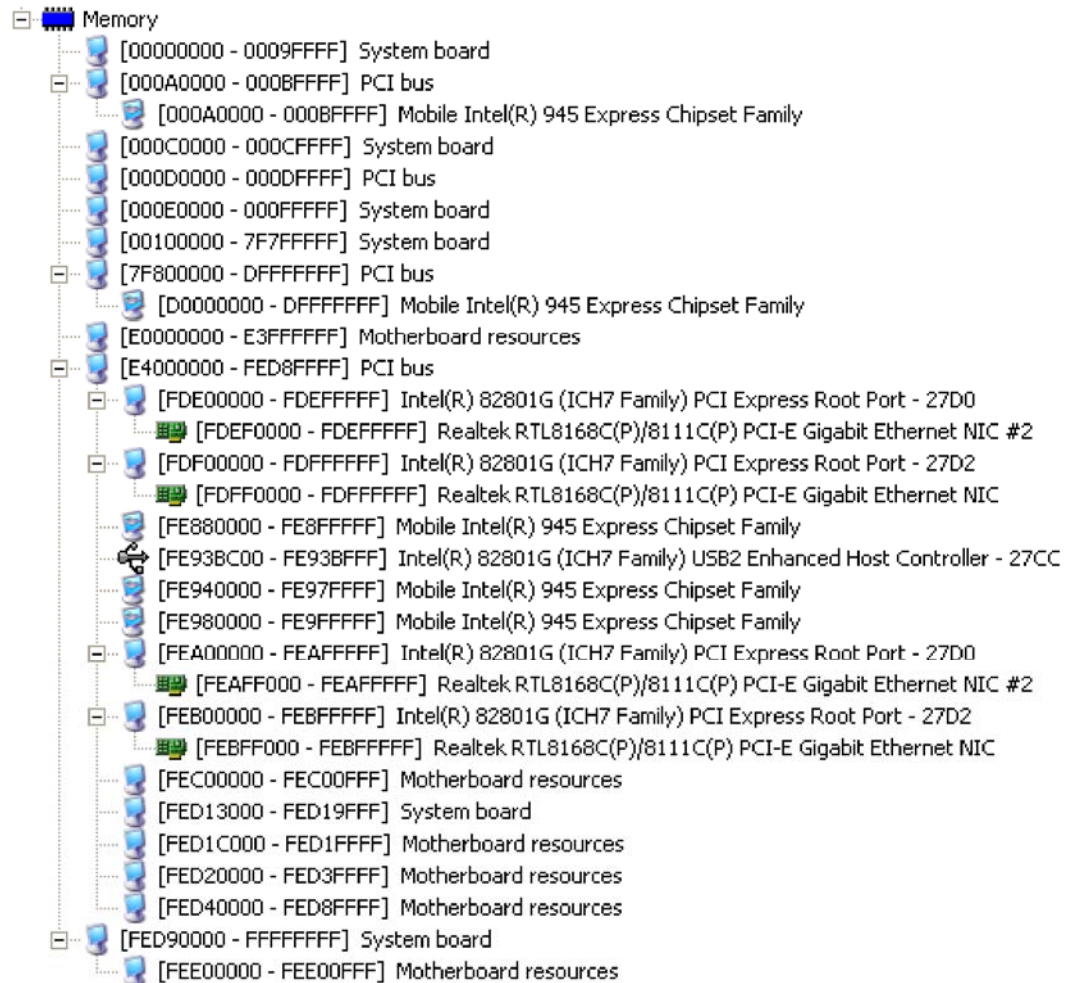 Memory
[00000000 - 0009FFFF] System board
[000A0000 - 000BFFFF] PCI bus
[000A0000 - 000BFFFF] Mobile Intel(R) 945 Express Chipset Family
[000C0000 - 000CFFFF] System board
[000D0000 - 000DFFFF] PCI bus
[000E0000 - 000FFFFF] System board
[00100000 - 7F7FFFFF] System board
[7F800000 - DFFFFFFF] PCI bus
[D0000000 - DFFFFFFF] Mobile Intel(R) 945 Express Chipset Family
[E0000000 - E3FFFFFF] Motherboard resources
[E4000000 - FED8FFFF] PCI bus
[FDE00000 - FDEFFFFF] Intel(R) 82801G (ICH7 Family) PCI Express Root Port - 27D0
[FDEF0000 - FDEFFFFF] Realtek RTL8168C(P)/8111C(P) PCI-E Gigabit Ethernet NIC #2
[FDF00000 - FDFFFFFF] Intel(R) 82801G (ICH7 Family) PCI Express Root Port - 27D2
[FDFF0000 - FDFFFFFF] Realtek RTL8168C(P)/8111C(P) PCI-E Gigabit Ethernet NIC
[FE880000 - FE8FFFFF] Mobile Intel(R) 945 Express Chipset Family
[FE93BC00 - FE93BFFF] Intel(R) 82801G (ICH7 Family) USB2 Enhanced Host Controller - 27CC
[FE940000 - FE97FFFF] Mobile Intel(R) 945 Express Chipset Family
[FE980000 - FE9FFFFF] Mobile Intel(R) 945 Express Chipset Family
[FEA00000 - FEAFFFFF] Intel(R) 82801G (ICH7 Family) PCI Express Root Port - 27D0
[FEAFF000 - FEAFFFFF] Realtek RTL8168C(P)/8111C(P) PCI-E Gigabit Ethernet NIC #2
[FEB00000 - FEBFFFFF] Intel(R) 82801G (ICH7 Family) PCI Express Root Port - 27D2
[FEBFF000 - FEBFFFFF] Realtek RTL8168C(P)/8111C(P) PCI-E Gigabit Ethernet NIC
[FEC00000 - FEC00FFF] Motherboard resources
[FED13000 - FED19FFF] System board
[FED1C000 - FED1FFFF] Motherboard resources
[FED20000 - FED3FFFF] Motherboard resources
[FED40000 - FED8FFFF] Motherboard resources
[FED90000 - FFFFFFFF] System board
[FEE00000 - FEE00FFF] Motherboard resources